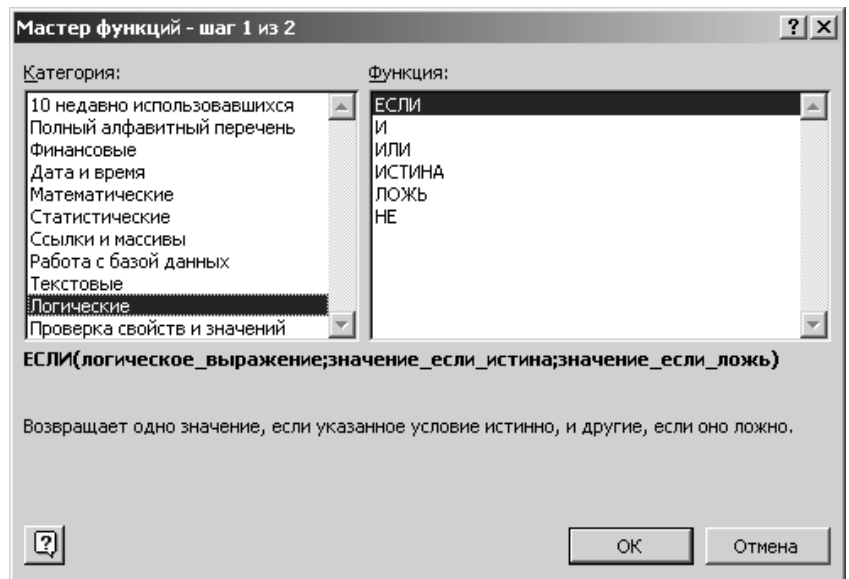 Мастер функций - шаг 1 из 2
Категория:
Функция:
10 недавно использовавшихся
Полный алфавитный перечень
Финансовые
Дата и время
Математические
Статистические
Ссылки и массивы
Работа с базой данных
Текстовые
Логические
Проверка свойств и значений
ЕСЛИ
И
ИЛИ
ИСТИНА
ЛОЖЬ
НЕ
ЕСЛИ(логическое_выражение;значение_если_истина;значение_если_ложь)
Возвращает одно значение, если указанное условие истинно, и другие, если оно ложно.
ОК
Отмена